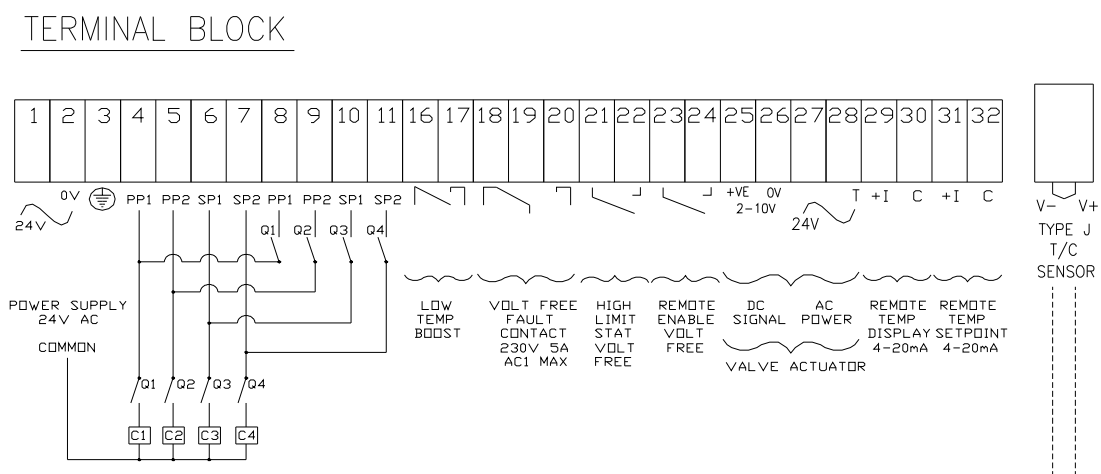 TERMINAL BLOCK
1 2 3 4 5 6 7 8 9 10 11 16 17 18 19 20 21 22 23 24 25 26 27 28 29 30 31 32
0V
24V
PP1 PP2 SP1 SP2 PP1 PP2 SP1 SP2
+VE 0V
2-10V
24V
T +I C +I C
V- V+
TYPE J
T/C
SENSOR
Q1 Q2 Q3 Q4
POWER SUPPLY
24V AC
COMMON
LOW
TEMP
BOOST
VOLT FREE
FAULT
CONTACT
230V 5A
AC1 MAX
HIGH
LIMIT
STAT
VOLT
FREE
REMOTE
ENABLE
VOLT
FREE
DC
SIGNAL
AC
POWER
VALVE ACTUATOR
REMOTE
TEMP
DISPLAY
4-20mA
REMOTE
TEMP
SETPOINT
4-20mA
Q1 Q2 Q3 Q4
C1 C2 C3 C4